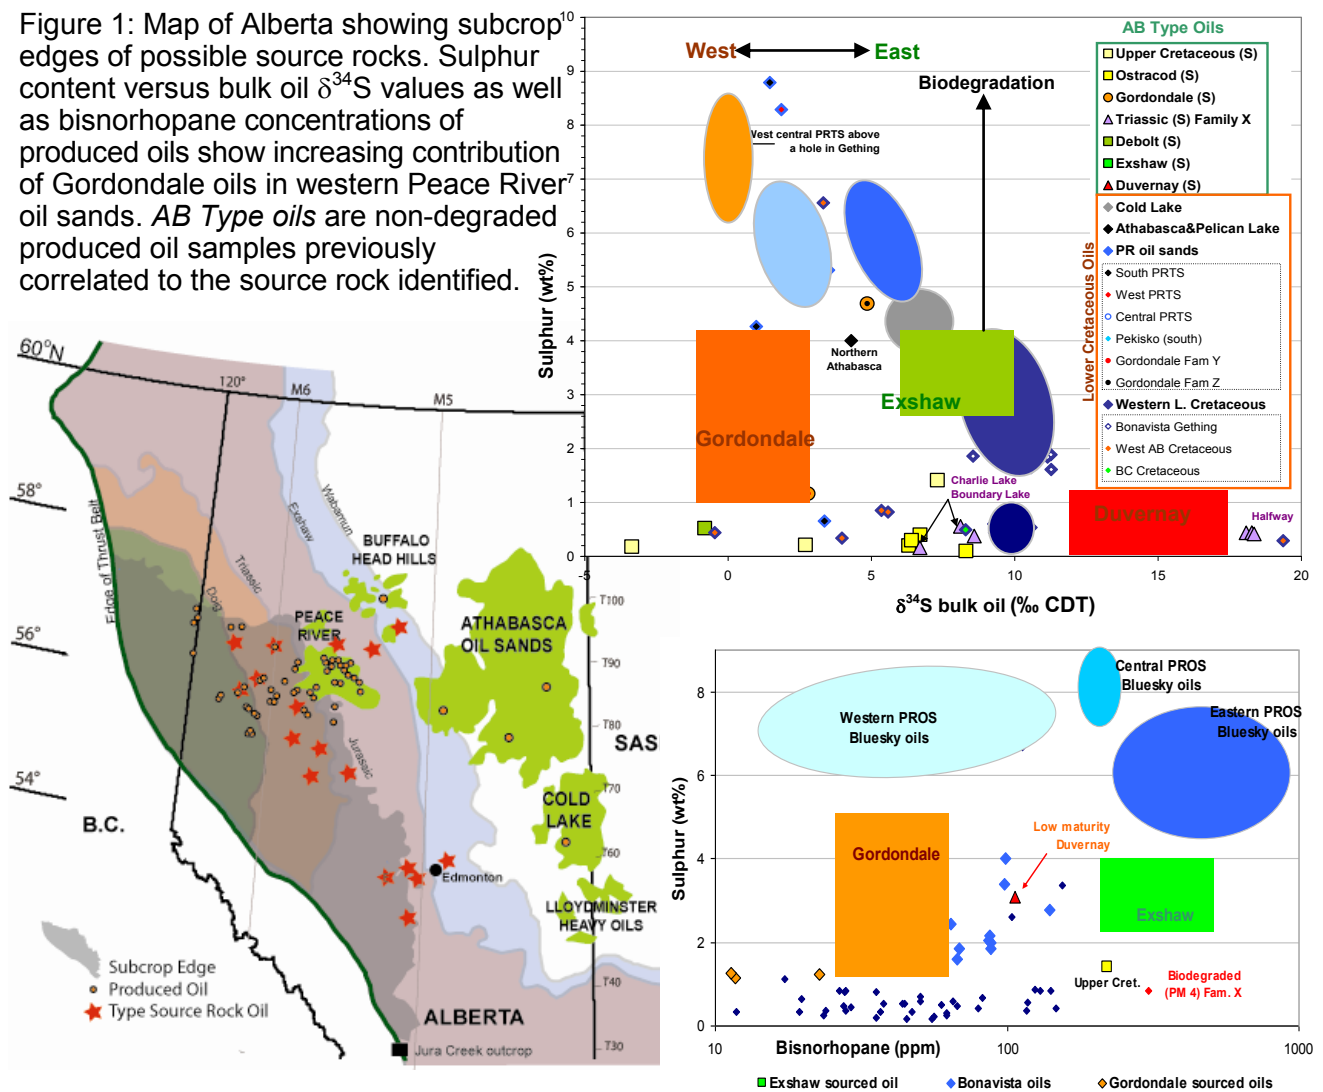 Figure 1: Map of Alberta showing subcrop
edges of possible source rocks. Sulphur
content versus bulk oil δ³⁴S values as well
as bisnorhopane concentrations of
produced oils show increasing contribution
of Gordondale oils in western Peace River
oil sands. AB Type oils are non-degraded
produced oil samples previously
correlated to the source rock identified.
60°N
58°
56°
54°
120°
M6
M5
Edge of Thrust Belt
Doig
Triassic
Exshaw
Wabamun
Jurassic
BUFFALO
HEAD HILLS
PEACE
RIVER
ATHABASCA
OIL SANDS
COLD
LAKE
LLOYDMINSTER
HEAVY OILS
SAS
B.C.
Edmonton
ALBERTA
Jura Creek outcrop
T100
T90
T80
T70
T60
T40
T30
Subcrop Edge
Produced Oil
Type Source Rock Oil
Sulphur (wt%)
10
9
8
7
6
5
4
3
2
1
0
-5
0
5
10
15
20
δ³⁴S bulk oil (‰ CDT)
West
East
Biodegradation
West central PRTS above
a hole in Gething
Northern
Athabasca
Gordondale
Exshaw
Duvernay
Charlie Lake
Boundary Lake
Halfway
AB Type Oils
Upper Cretaceous (S)
Ostracod (S)
Gordondale (S)
Triassic (S) Family X
Debolt (S)
Exshaw (S)
Duvernay (S)
Lower Cretaceous Oils
Cold Lake
Athabasca&Pelican Lake
PR oil sands
South PRTS
West PRTS
Central PRTS
Pekisko (south)
Gordondale Fam Y
Gordondale Fam Z
Western L. Cretaceous
Bonavista Gething
West AB Cretaceous
BC Cretaceous
Sulphur (wt%)
8
6
4
2
0
10
100
1000
Bisnorhopane (ppm)
Western PROS
Bluesky oils
Central PROS
Bluesky oils
Eastern PROS
Bluesky oils
Gordondale
Low maturity
Duvernay
Exshaw
Upper Cret.
Biodegraded
(PM 4) Fam. X
Exshaw sourced oil
Bonavista oils
Gordondale sourced oils